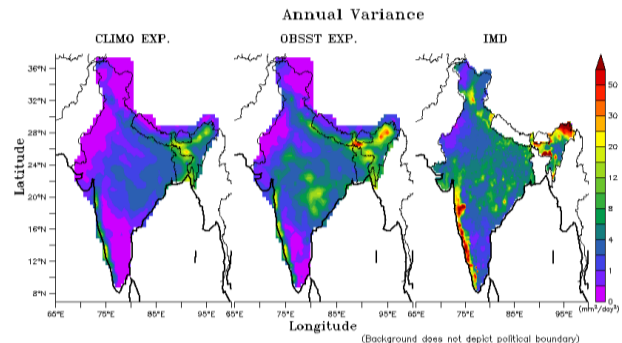 Annual Variance
CLIMO EXP. OBSST EXP. IMD
36°N
32°N
28°N
24°N
20°N
16°N
12°N
8°N
Latitude
65°E 75°E 85°E 95°E 65°E 75°E 85°E 95°E 65°E 75°E 85°E 95°E
Longitude
50
30
20
12
8
4
1
0
(mm²/day²)
(Background does not depict political boundary)